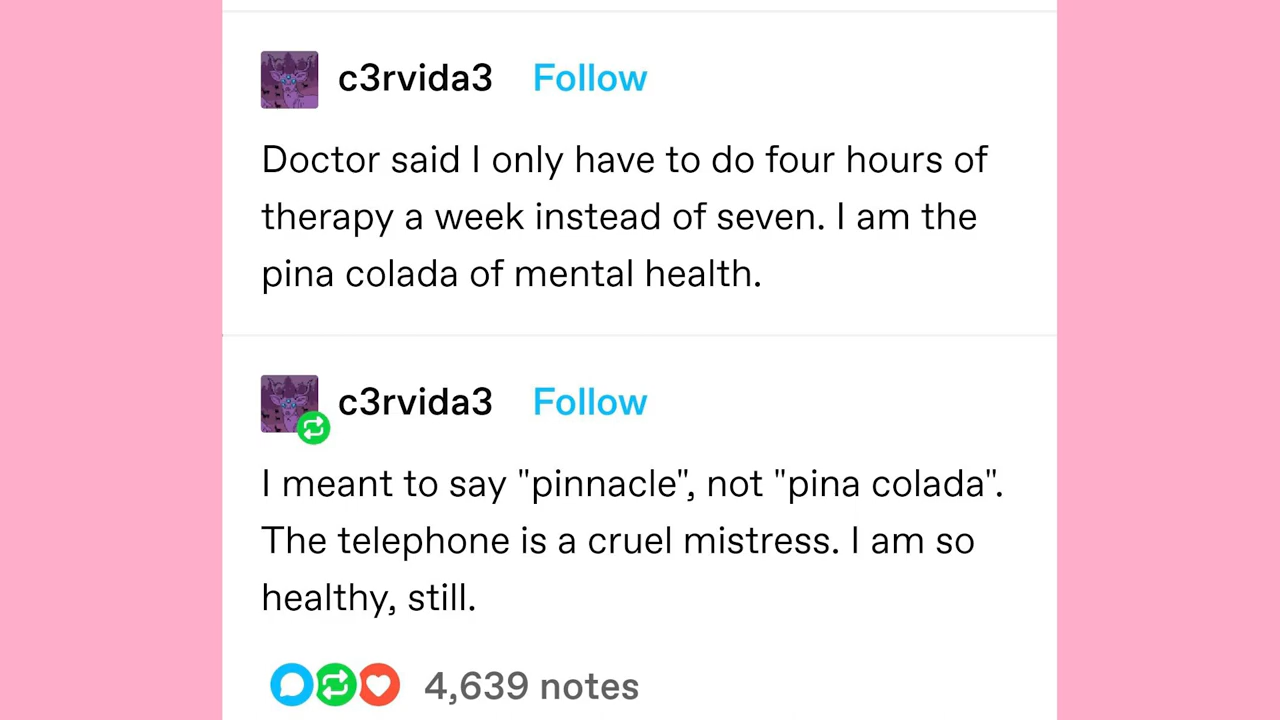 c3rvida3 Follow
Doctor said I only have to do four hours of
therapy a week instead of seven. I am the
pina colada of mental health.
c3rvida3 Follow
I meant to say "pinnacle", not "pina colada".
The telephone is a cruel mistress. I am so
healthy, still.
4,639 notes